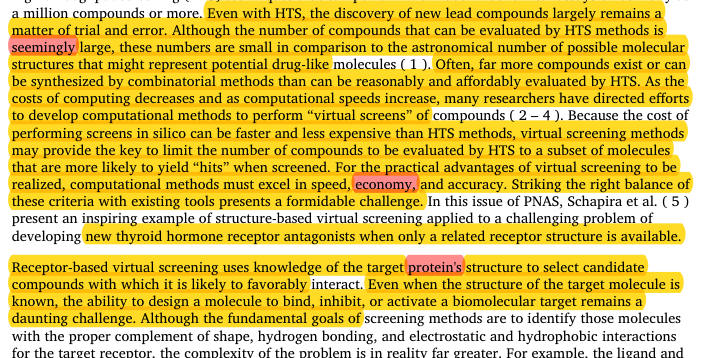 a million compounds or more. Even with HTS, the discovery of new lead compounds largely remains a
matter of trial and error. Although the number of compounds that can be evaluated by HTS methods is
seemingly large, these numbers are small in comparison to the astronomical number of possible molecular
structures that might represent potential drug-like molecules ( 1 ). Often, far more compounds exist or can
be synthesized by combinatorial methods than can be reasonably and affordably evaluated by HTS. As the
costs of computing decreases and as computational speeds increase, many researchers have directed efforts
to develop computational methods to perform “virtual screens” of compounds ( 2 – 4 ). Because the cost of
performing screens in silico can be faster and less expensive than HTS methods, virtual screening methods
may provide the key to limit the number of compounds to be evaluated by HTS to a subset of molecules
that are more likely to yield “hits” when screened. For the practical advantages of virtual screening to be
realized, computational methods must excel in speed, economy, and accuracy. Striking the right balance of
these criteria with existing tools presents a formidable challenge. In this issue of PNAS, Schapira et al. ( 5 )
present an inspiring example of structure-based virtual screening applied to a challenging problem of
developing new thyroid hormone receptor antagonists when only a related receptor structure is available.
Receptor-based virtual screening uses knowledge of the target protein’s structure to select candidate
compounds with which it is likely to favorably interact. Even when the structure of the target molecule is
known, the ability to design a molecule to bind, inhibit, or activate a biomolecular target remains a
daunting challenge. Although the fundamental goals of screening methods are to identify those molecules
with the proper complement of shape, hydrogen bonding, and electrostatic and hydrophobic interactions
for the target receptor, the complexity of the problem is in reality far greater. For example, the ligand and